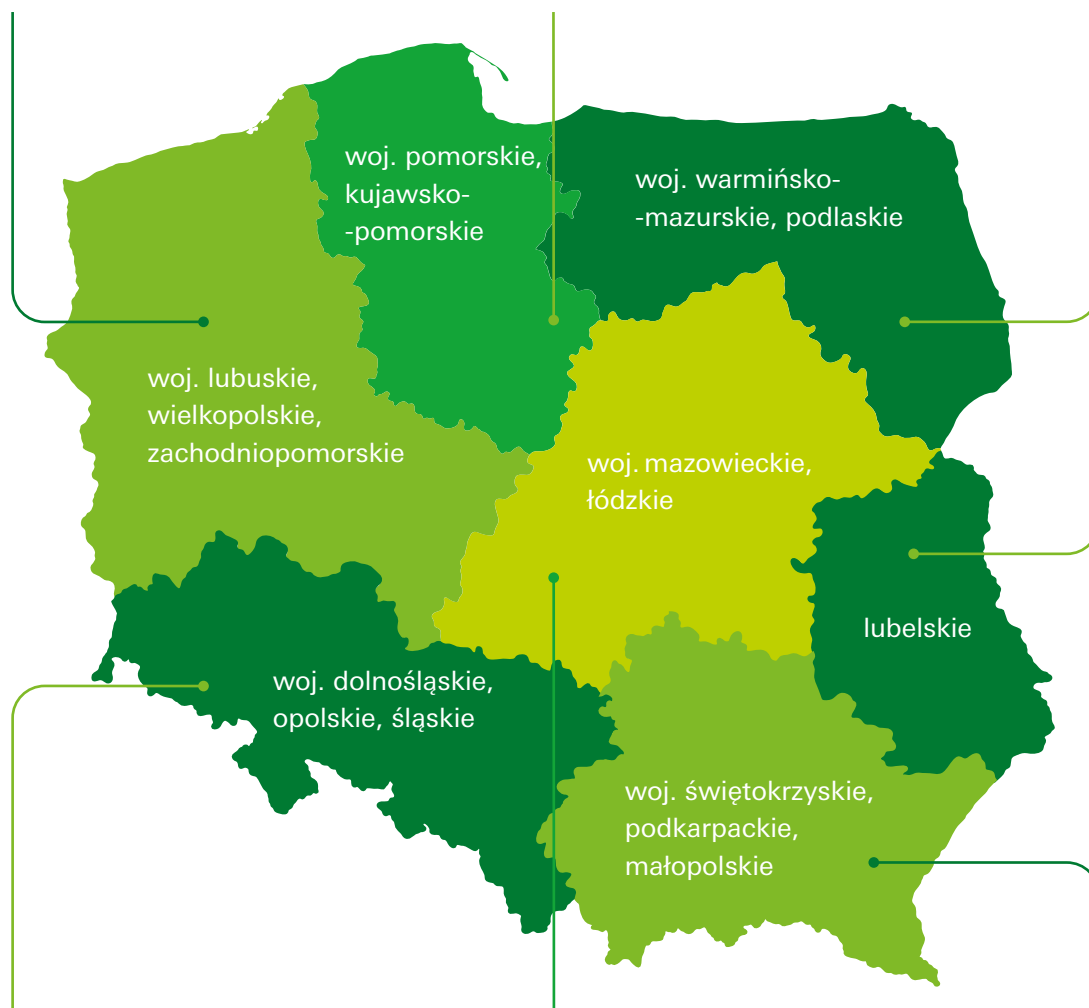 woj. pomorskie,
kujawsko-
-pomorskie
woj. warmińsko-
-mazurskie, podlaskie
woj. lubuskie,
wielkopolskie,
zachodniopomorskie
woj. mazowieckie,
łódzkie
lubelskie
woj. dolnośląskie,
opolskie, śląskie
woj. świętokrzyskie,
podkarpackie,
małopolskie